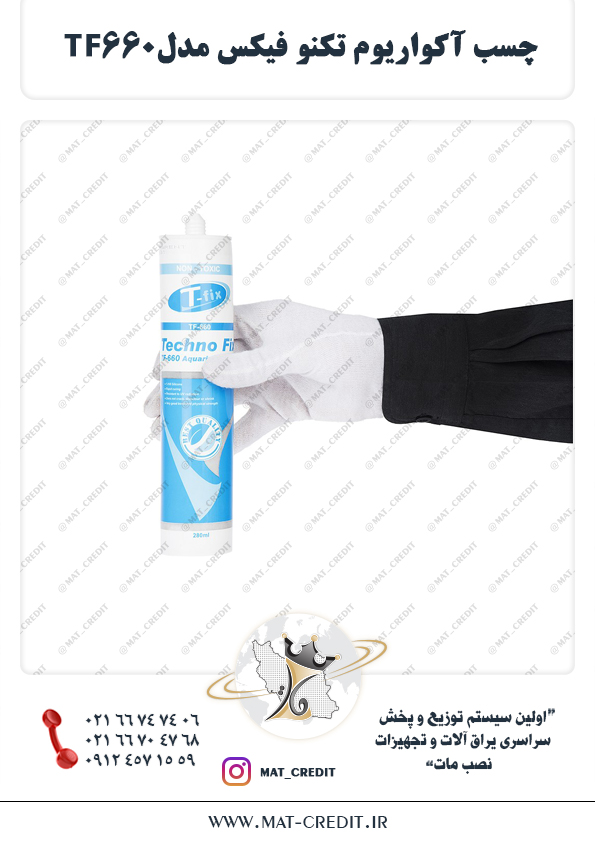 چسب آکواریوم تکنو فیکس مدل TF۶۶۰
@MAT_CREDIT
NON-TOXIC
T-fix
TF-660
Techno Fi
TF-660 Aquar
BEST QUALITY
280ml
۰۲۱ ۶۶ ۷۴ ۷۴ ۰۶
۰۲۱ ۶۶ ۷۰ ۴۷ ۶۸
۰۹۱۲ ۴۵۷ ۱۵ ۵۹
MAT_CREDIT
”اولین سیستم توزیع و پخش
سراسری یراق آلات و تجهیزات
نصب مات“
WWW.MAT-CREDIT.IR